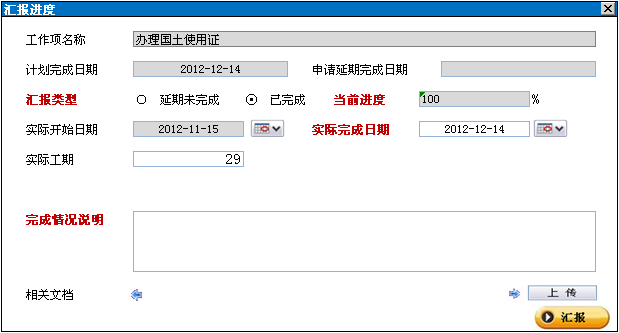 汇报进度
工作项名称 办理国土使用证
计划完成日期 2012-12-14 申请延期完成日期
汇报类型 延期未完成 已完成 当前进度 100 %
实际开始日期 2012-11-15 实际完成日期 2012-12-14
实际工期 29
完成情况说明
相关文档 上传
汇报